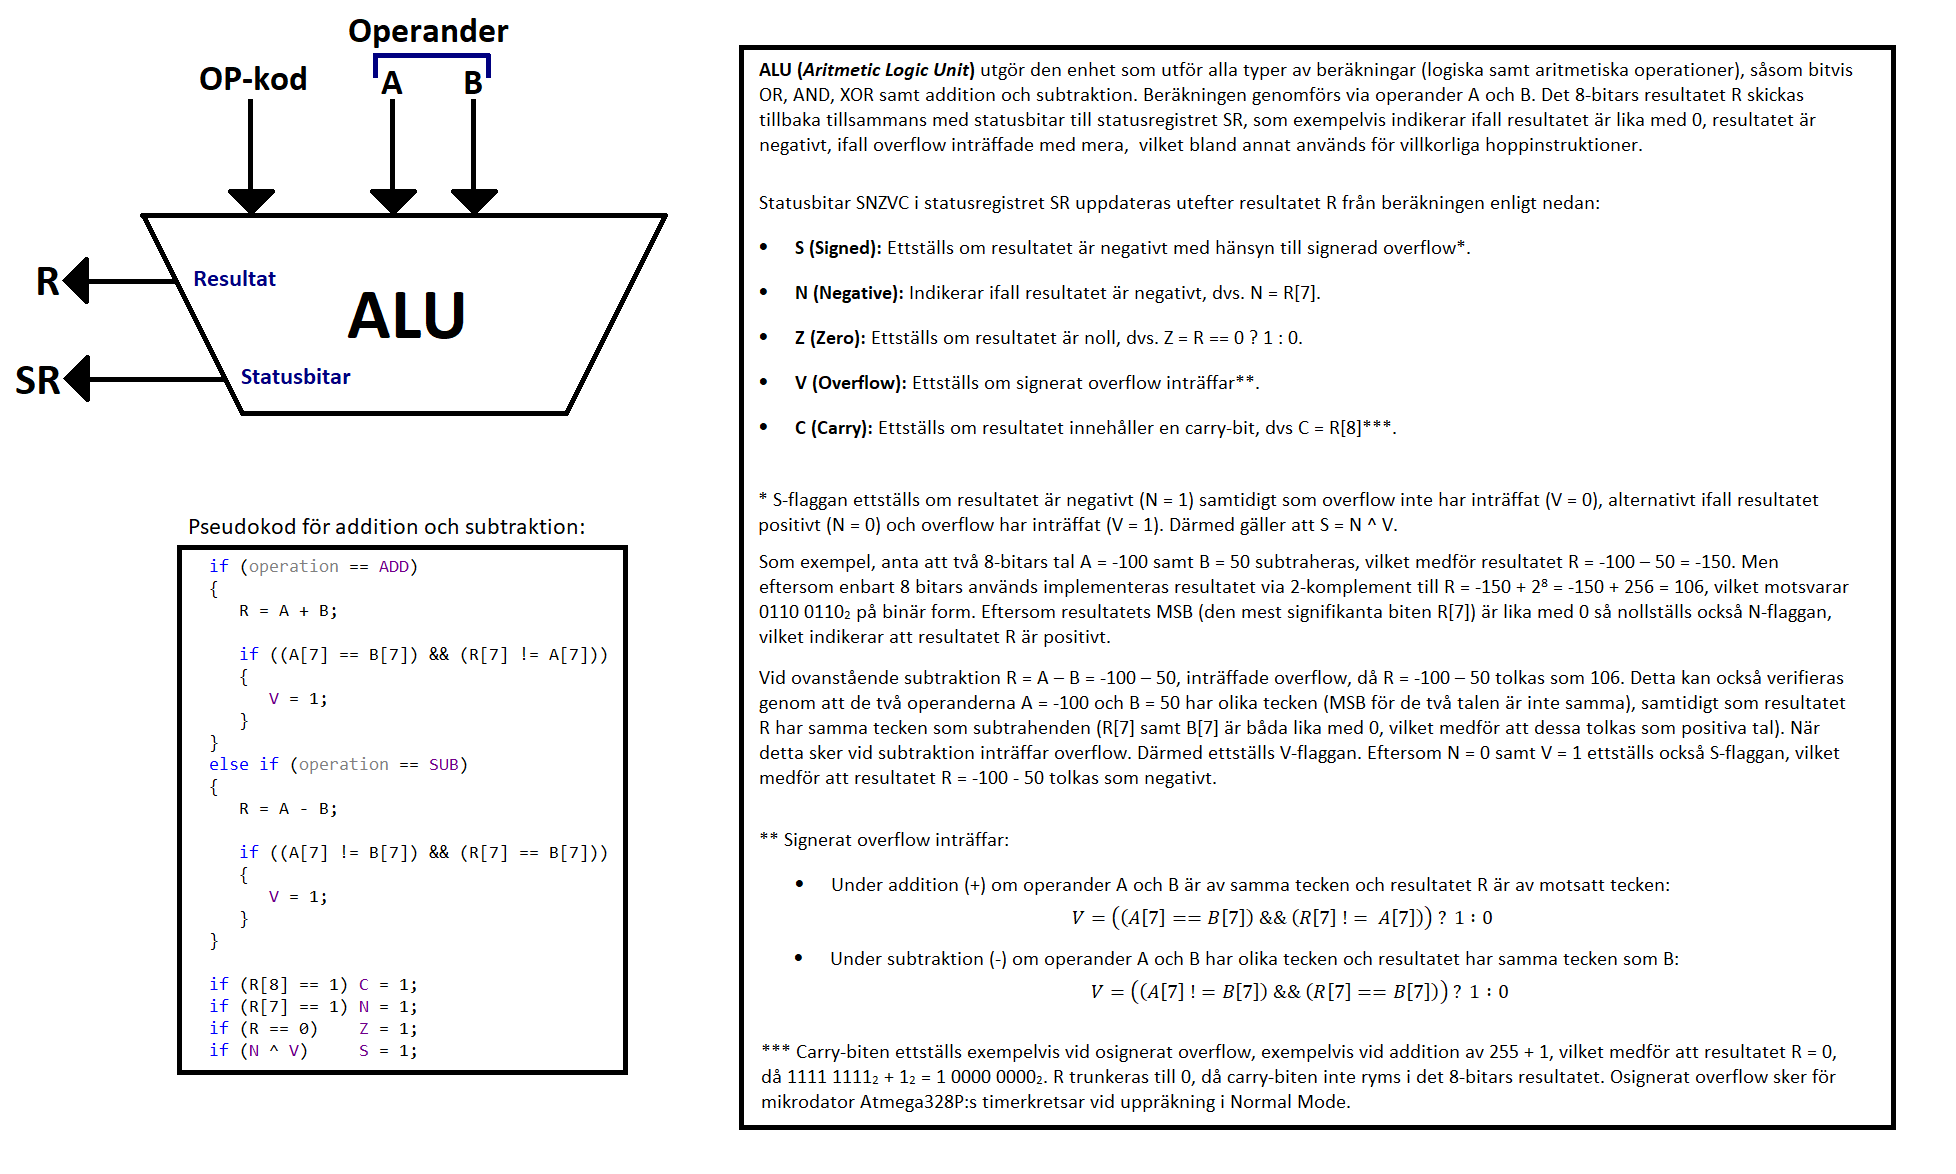 Operander
OP-kod
A
B
R
Resultat
ALU
SR
Statusbitar
Pseudokod för addition och subtraktion:
if (operation == ADD)
{
R = A + B;
if ((A[7] == B[7]) && (R[7] != A[7]))
{
V = 1;
}
}
else if (operation == SUB)
{
R = A - B;
if ((A[7] != B[7]) && (R[7] == B[7]))
{
V = 1;
}
}
if (R[8] == 1) C = 1;
if (R[7] == 1) N = 1;
if (R == 0) Z = 1;
if (N ^ V) S = 1;
ALU (Aritmetic Logic Unit) utgör den enhet som utför alla typer av beräkningar (logiska samt aritmetiska operationer), såsom bitvis
OR, AND, XOR samt addition och subtraktion. Beräkningen genomförs via operander A och B. Det 8-bitars resultatet R skickas
tillbaka tillsammans med statusbitar till statusregistret SR, som exempelvis indikerar ifall resultatet är lika med 0, resultatet är
negativt, ifall overflow inträffade med mera, vilket bland annat används för villkorliga hoppinstruktioner.
Statusbitar SNZVC i statusregistret SR uppdateras utefter resultatet R från beräkningen enligt nedan:
• S (Signed): Ettställs om resultatet är negativt med hänsyn till signerad overflow*.
• N (Negative): Indikerar ifall resultatet är negativt, dvs. N = R[7].
• Z (Zero): Ettställs om resultatet är noll, dvs. Z = R == 0 ? 1 : 0.
• V (Overflow): Ettställs om signerat overflow inträffar**.
• C (Carry): Ettställs om resultatet innehåller en carry-bit, dvs C = R[8]***.
* S-flaggan ettställs om resultatet är negativt (N = 1) samtidigt som overflow inte har inträffat (V = 0), alternativt ifall resultatet
positivt (N = 0) och overflow har inträffat (V = 1). Därmed gäller att S = N ^ V.
Som exempel, anta att två 8-bitars tal A = -100 samt B = 50 subtraheras, vilket medför resultatet R = -100 – 50 = -150. Men
eftersom enbart 8 bitars används implementeras resultatet via 2-komplement till R = -150 + 2⁸ = -150 + 256 = 106, vilket motsvarar
0110 0110₂ på binär form. Eftersom resultatets MSB (den mest signifikanta biten R[7]) är lika med 0 så nollställs också N-flaggan,
vilket indikerar att resultatet R är positivt.
Vid ovanstående subtraktion R = A – B = -100 – 50, inträffade overflow, då R = -100 – 50 tolkas som 106. Detta kan också verifieras
genom att de två operanderna A = -100 och B = 50 har olika tecken (MSB för de två talen är inte samma), samtidigt som resultatet
R har samma tecken som subtrahenden (R[7] samt B[7] är båda lika med 0, vilket medför att dessa tolkas som positiva tal). När
detta sker vid subtraktion inträffar overflow. Därmed ettställs V-flaggan. Eftersom N = 0 samt V = 1 ettställs också S-flaggan, vilket
medför att resultatet R = -100 - 50 tolkas som negativt.
** Signerat overflow inträffar:
• Under addition (+) om operander A och B är av samma tecken och resultatet R är av motsatt tecken:
V = ((A[7] == B[7]) && (R[7] != A[7])) ? 1 : 0
• Under subtraktion (-) om operander A och B har olika tecken och resultatet har samma tecken som B:
V = ((A[7] != B[7]) && (R[7] == B[7])) ? 1 : 0
*** Carry-biten ettställs exempelvis vid osignerat overflow, exempelvis vid addition av 255 + 1, vilket medför att resultatet R = 0,
då 1111 1111₂ + 1₂ = 1 0000 0000₂. R trunkeras till 0, då carry-biten inte ryms i det 8-bitars resultatet. Osignerat overflow sker för
mikrodator Atmega328P:s timerkretsar vid uppräkning i Normal Mode.